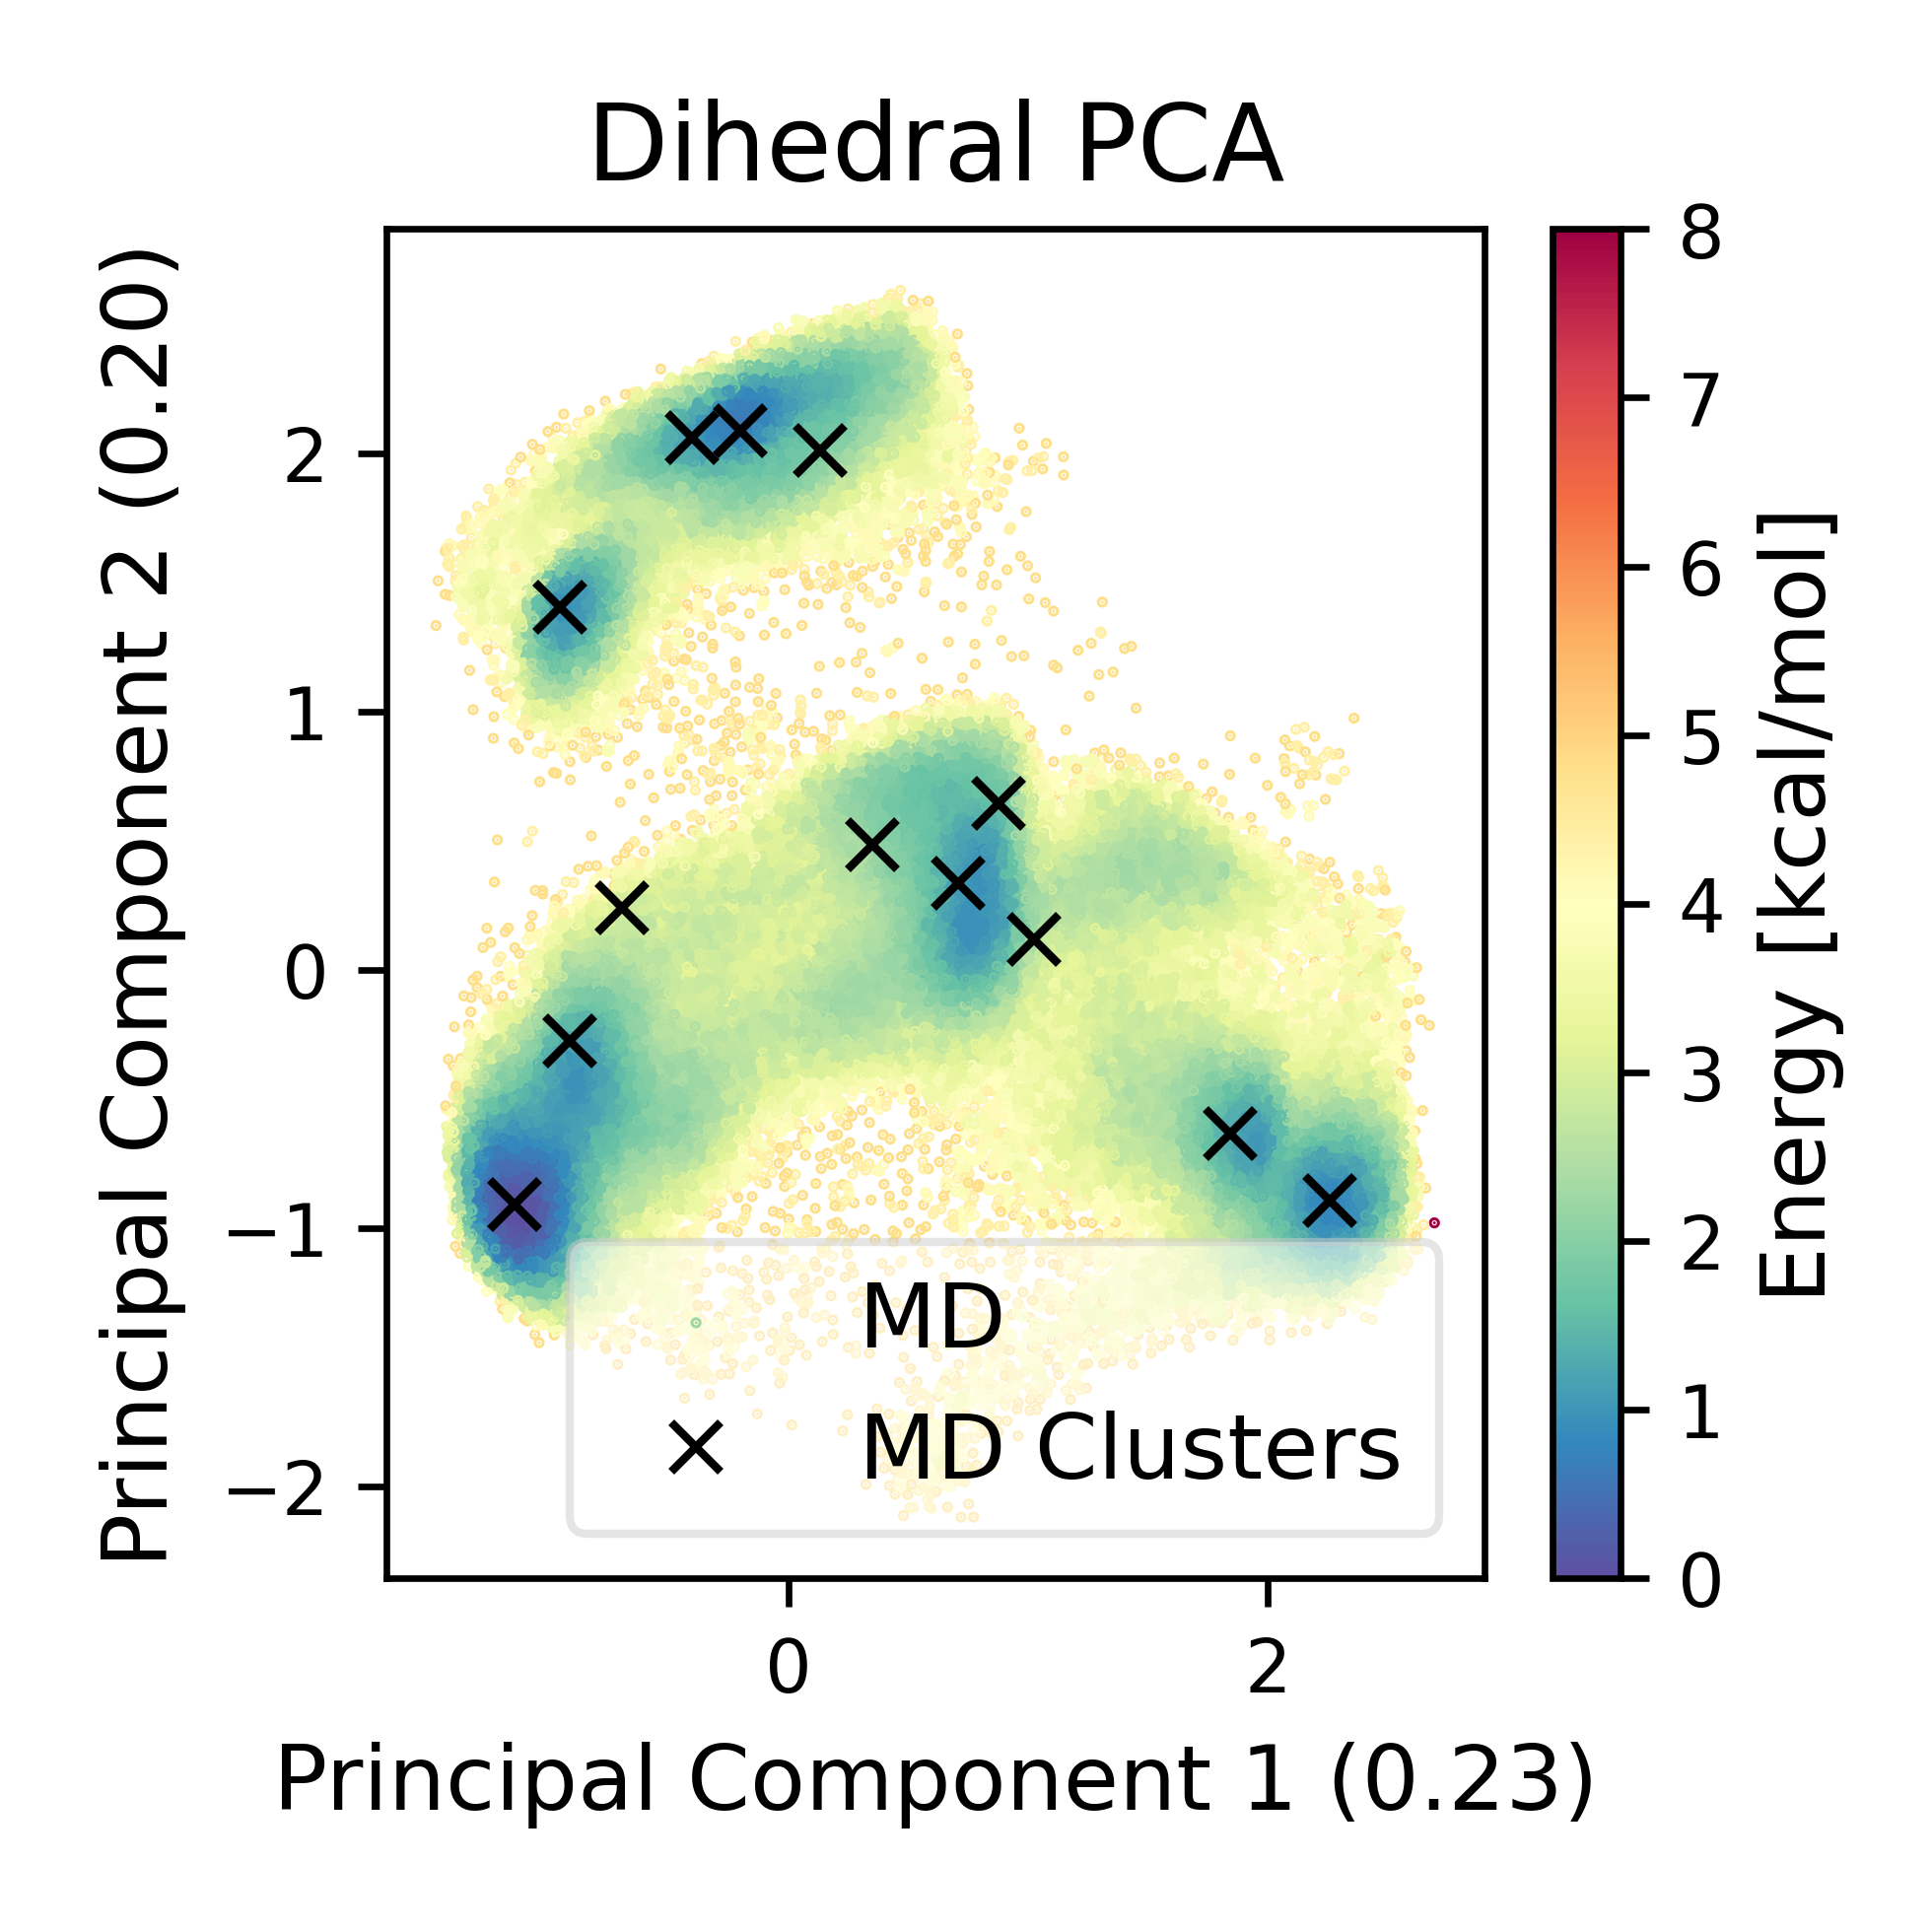 Dihedral PCA
Principal Component 2 (0.20)
2
1
0
−1
−2
0
2
Principal Component 1 (0.23)
MD
MD Clusters
8
7
6
5
4
3
2
1
0
Energy [kcal/mol]